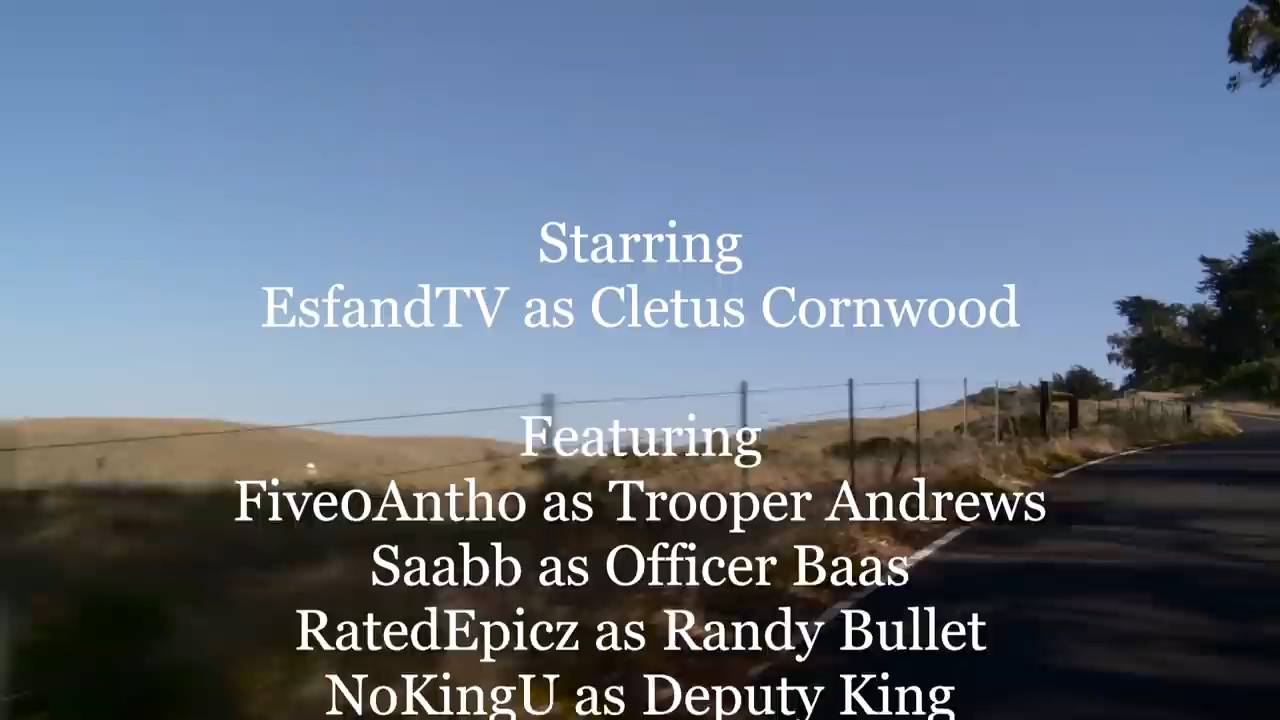 Starring
EsfandTV as Cletus Cornwood
Featuring
Five0Antho as Trooper Andrews
Saabb as Officer Baas
RatedEpicz as Randy Bullet
NoKingU as Deputy King